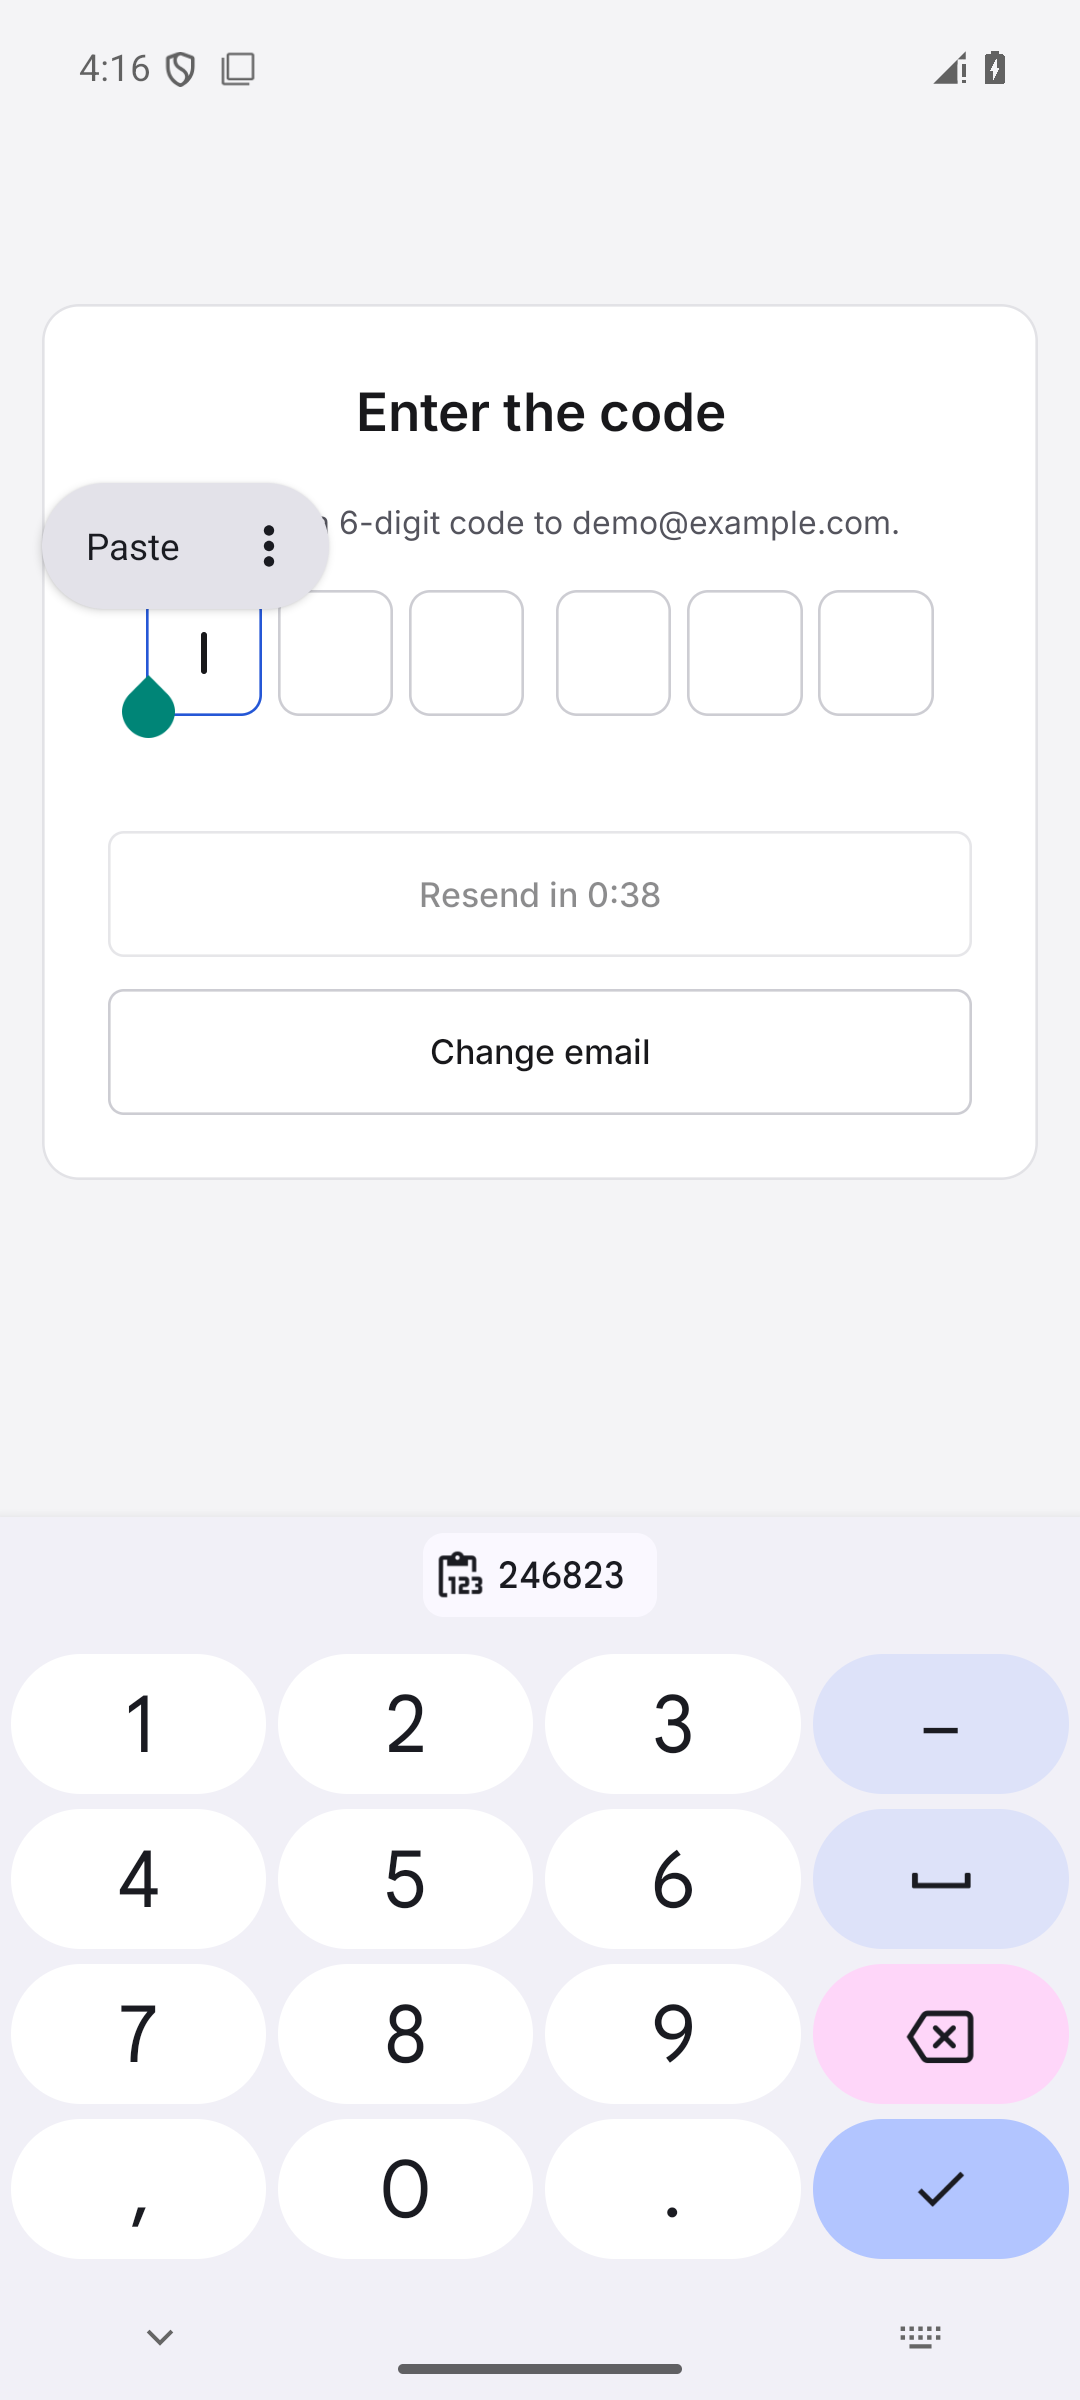 4:16
Enter the code
Paste
6-digit code to demo@example.com.
Resend in 0:38
Change email
246823
1 2 3 –
4 5 6
7 8 9
, 0 .